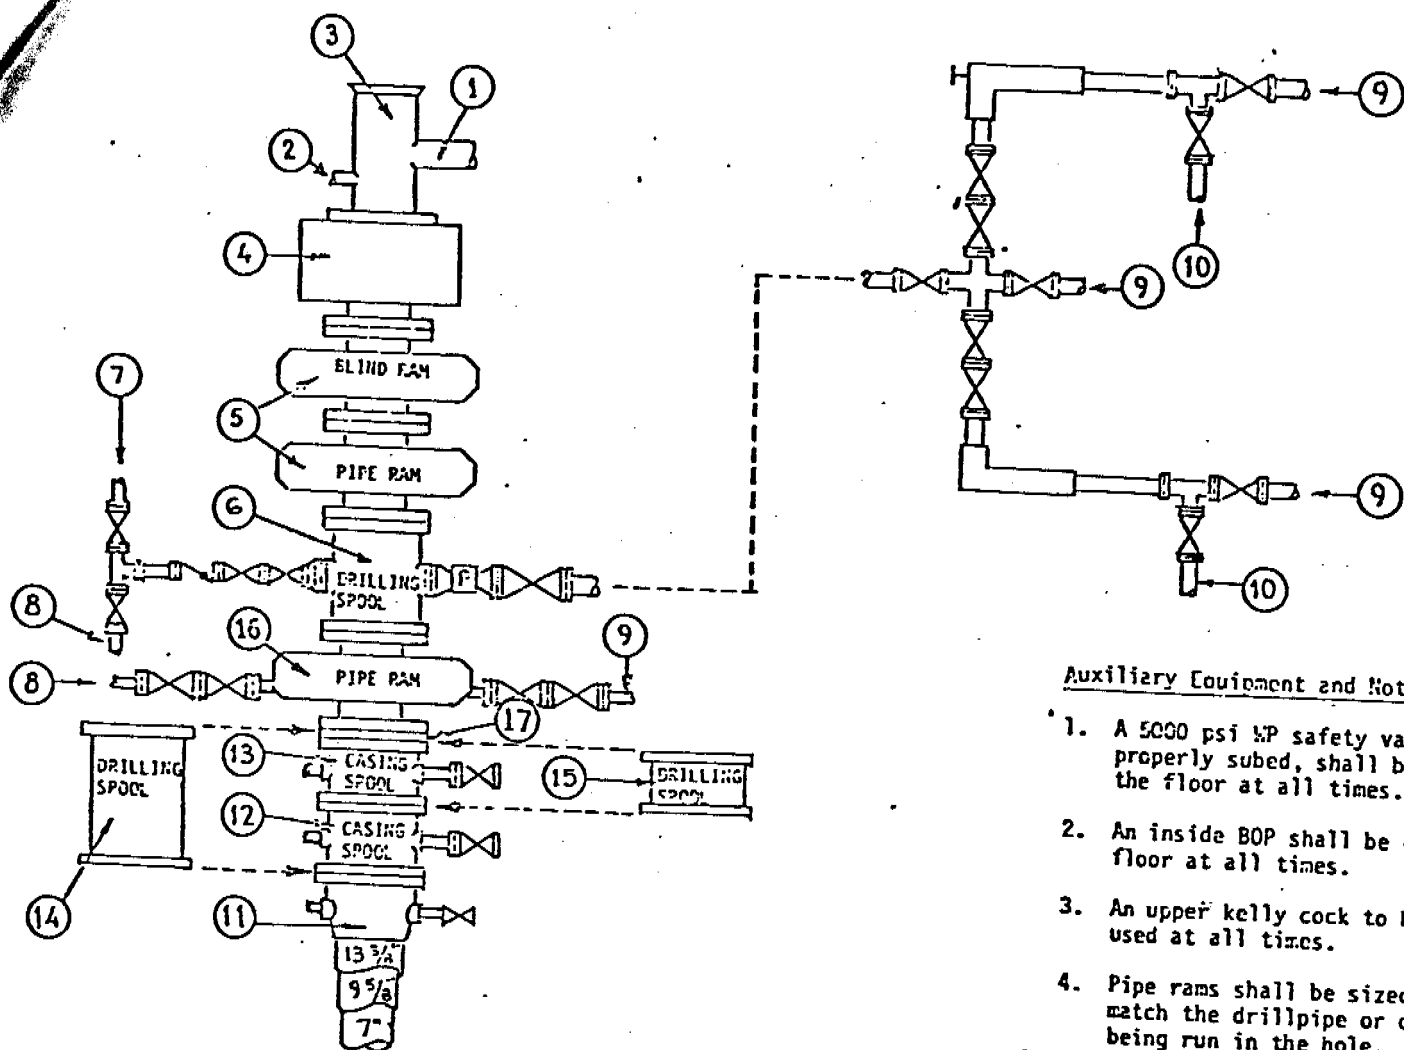 3
1
2
9
4
10
9
BLIND RAM
7
5
PIPE RAM
9
6
DRILLING
SPOOL
10
8
16
9
PIPE RAM
8
17
13
CASING
SPOOL
DRILLING
SPOOL
15
DRILLING
SPOOL
12
CASING
SPOOL
14
11
13 3/8
9 5/8
7"
Auxiliary Equipment and Not
1. A 5000 psi WP safety va
properly subed, shall b
the floor at all times.
2. An inside BOP shall be
floor at all times.
3. An upper kelly cock to
used at all times.
4. Pipe rams shall be sized
match the drillpipe or c
being run in the hole.